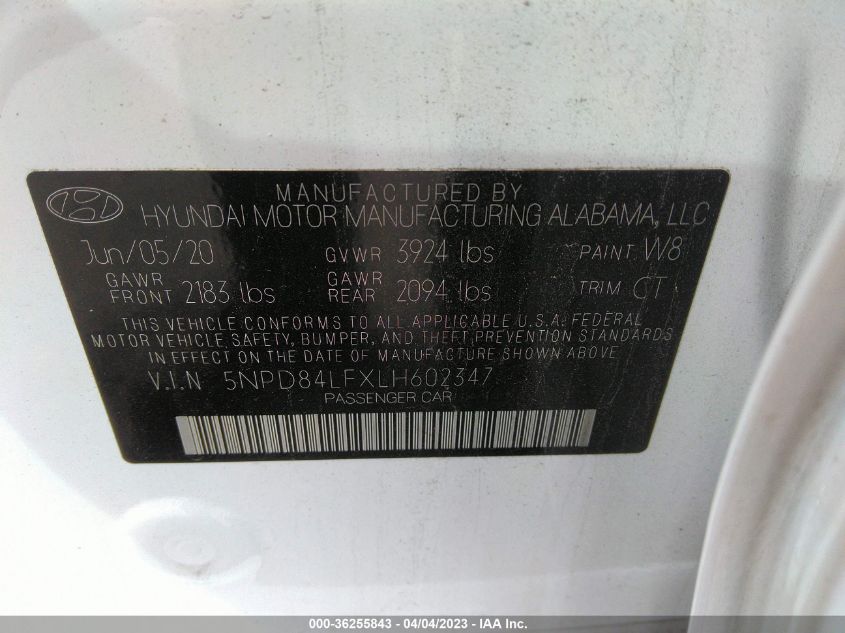 MANUFACTURED BY
HYUNDAI MOTOR MANUFACTURING ALABAMA, LLC
Jun/05/20 GVWR 3924 lbs PAINT W8
GAWR FRONT 2183 lbs GAWR REAR 2094 lbs TRIM CT
THIS VEHICLE CONFORMS TO ALL APPLICABLE U.S.A. FEDERAL
MOTOR VEHICLE SAFETY, BUMPER, AND THEFT PREVENTION STANDARDS
IN EFFECT ON THE DATE OF MANUFACTURE SHOWN ABOVE
V.I.N 5NPD84LFXLH602347
PASSENGER CAR
000-36255843 - 04/04/2023 - IAA Inc.